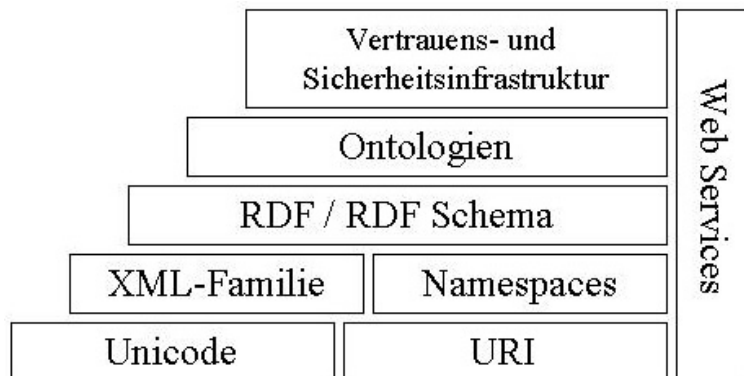 Vertrauens- und
Sicherheitsinfrastruktur
Ontologien
RDF / RDF Schema
XML-Familie
Namespaces
Unicode
URI
Web Services